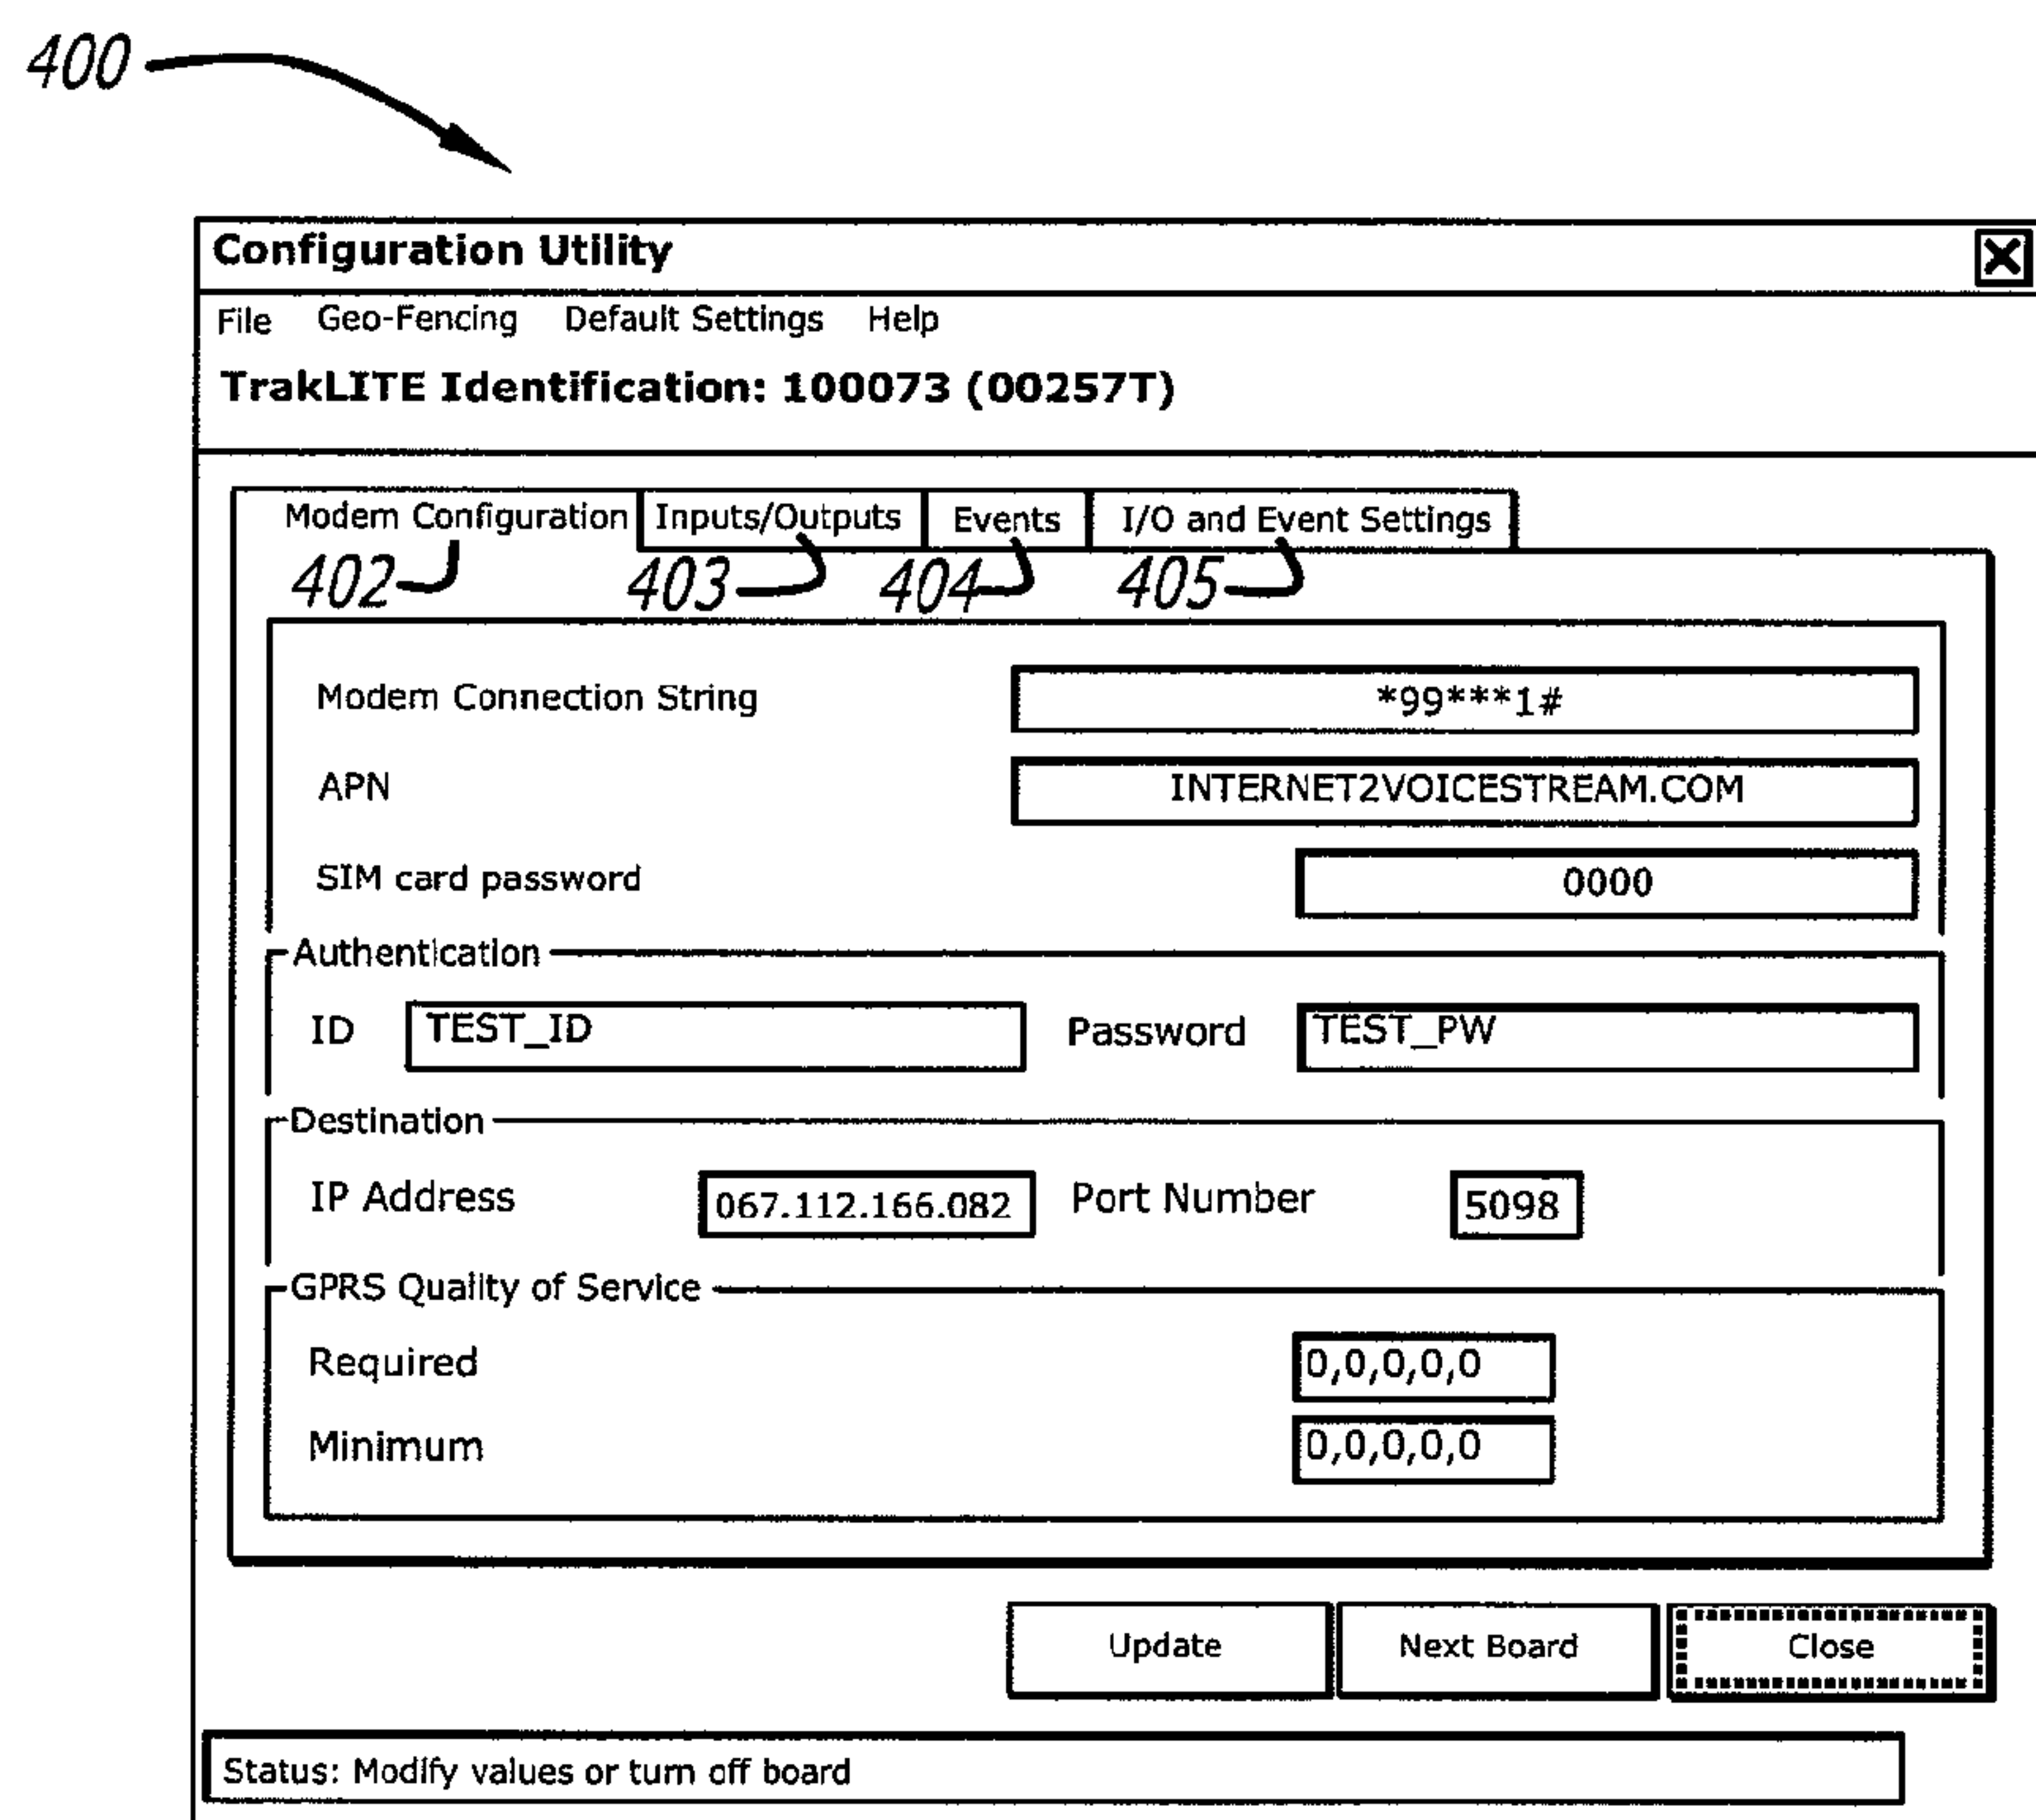 400
Configuration Utility
File Geo-Fencing Default Settings Help
TrakLITE Identification: 100073 (00257T)
Modem Configuration Inputs/Outputs Events I/O and Event Settings
402 403 404 405
Modem Connection String *99***1#
APN INTERNET2VOICESTREAM.COM
SIM card password 0000
Authentication
ID TEST_ID Password TEST_PW
Destination
IP Address 067.112.166.082 Port Number 5098
GPRS Quality of Service
Required 0,0,0,0,0
Minimum 0,0,0,0,0
Update Next Board Close
Status: Modify values or turn off board